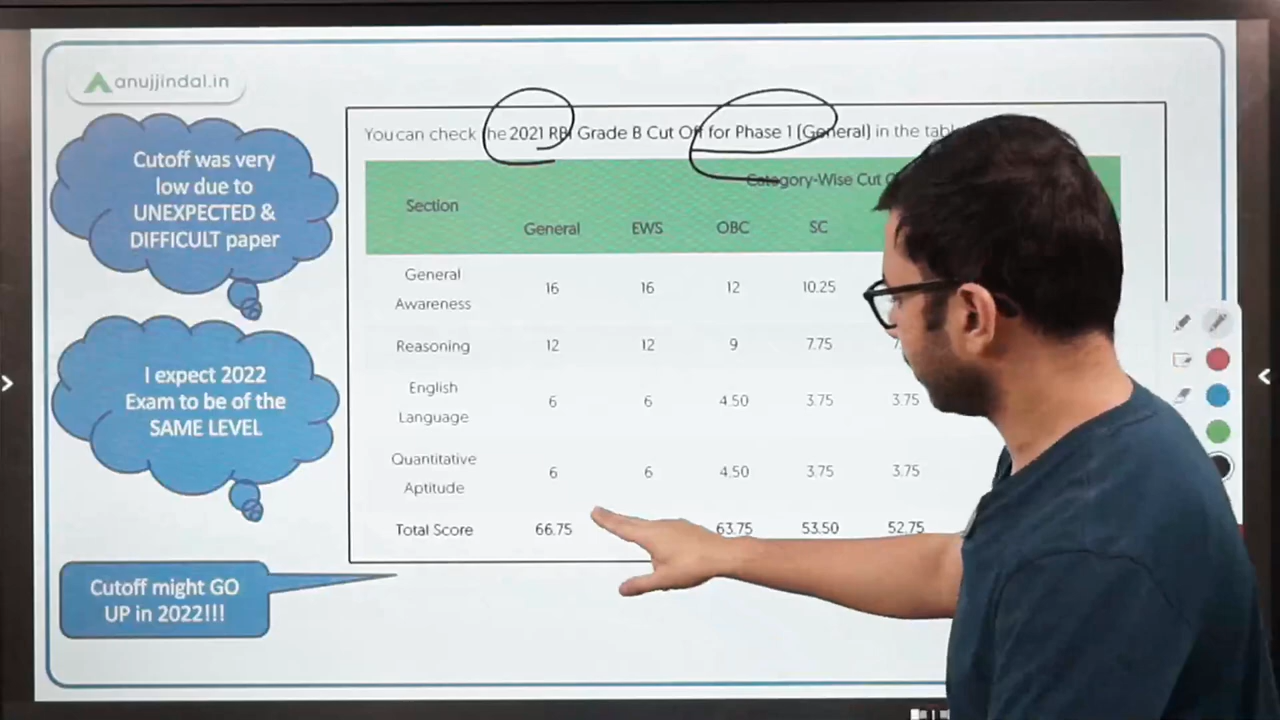 anujjindal.in
Cutoff was very
low due to
UNEXPECTED &
DIFFICULT paper
I expect 2022
Exam to be of the
SAME LEVEL
Cutoff might GO
UP in 2022!!!
You can check the 2021 RBI Grade B Cut Off for Phase 1 (General) in the
Category-Wise Cut
Section
General EWS OBC SC
General
Awareness
16 16 12 10.25
Reasoning 12 12 9 7.75
English
Language
6 6 4.50 3.75 3.75
Quantitative
Aptitude
6 6 4.50 3.75 3.75
Total Score 66.75 63.75 53.50 52.75